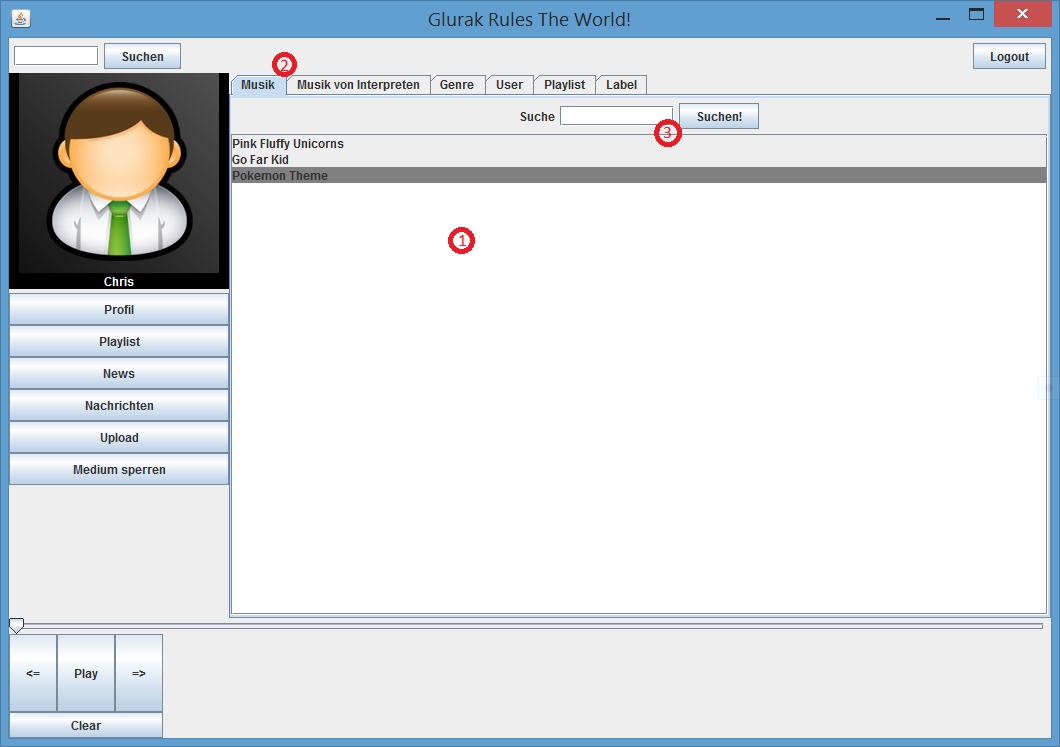 Glurak Rules The World!
Suchen
Logout
2
Musik
Musik von Interpreten
Genre
User
Playlist
Label
Suche
Suchen!
3
Pink Fluffy Unicorns
Go Far Kid
Pokemon Theme
1
Chris
Profil
Playlist
News
Nachrichten
Upload
Medium sperren
<=
Play
=>
Clear